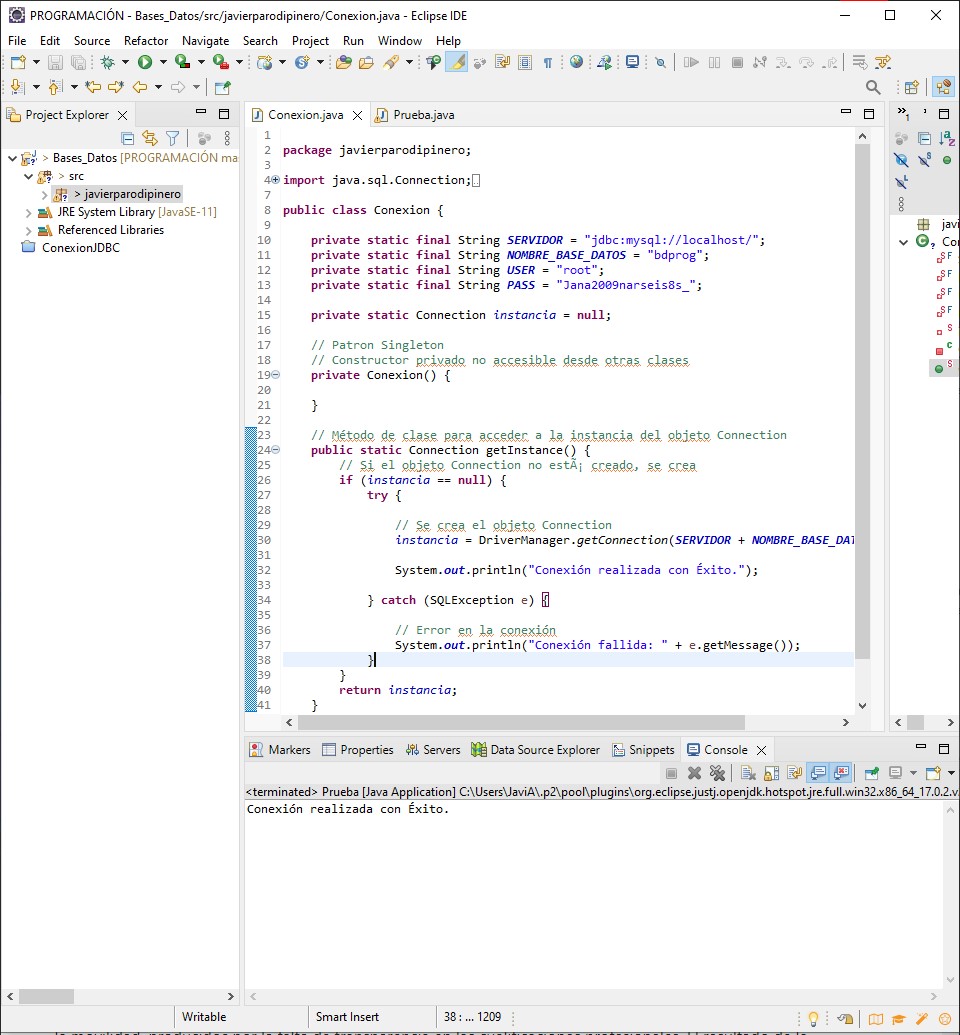 PROGRAMACIÓN - Bases_Datos/src/javierparodipinero/Conexion.java - Eclipse IDE
File Edit Source Refactor Navigate Search Project Run Window Help
Project Explorer
> Bases_Datos [PROGRAMACIÓN ma
> src
> javierparodipinero
JRE System Library [JavaSE-11]
Referenced Libraries
ConexionJDBC
Conexion.java Prueba.java
1
2 package javierparodipinero;
3
4 import java.sql.Connection;
7
8 public class Conexion {
9
10 private static final String SERVIDOR = "jdbc:mysql://localhost/";
11 private static final String NOMBRE_BASE_DATOS = "bdprog";
12 private static final String USER = "root";
13 private static final String PASS = "Jana2009narseis8s_";
14
15 private static Connection instancia = null;
16
17 // Patron Singleton
18 // Constructor privado no accesible desde otras clases
19 private Conexion() {
20
21 }
22
23 // Método de clase para acceder a la instancia del objeto Connection
24 public static Connection getInstance() {
25 // Si el objeto Connection no estÃ¡ creado, se crea
26 if (instancia == null) {
27 try {
28
29 // Se crea el objeto Connection
30 instancia = DriverManager.getConnection(SERVIDOR + NOMBRE_BASE_DAT
31
32 System.out.println("Conexión realizada con Éxito.");
33
34 } catch (SQLException e) {
35
36 // Error en la conexión
37 System.out.println("Conexión fallida: " + e.getMessage());
38 }
39 }
40 return instancia;
41 }
javi
Co
Markers Properties Servers Data Source Explorer Snippets Console
<terminated> Prueba [Java Application] C:\Users\JaviA\.p2\pool\plugins\org.eclipse.justj.openjdk.hotspot.jre.full.win32.x86_64_17.0.2.v
Conexión realizada con Éxito.
Writable Smart Insert 38 : ... 1209